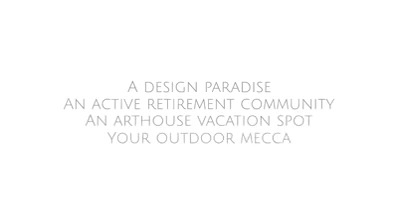 A design paradise
An active retirement community
An arthouse vacation spot
Your outdoor mecca